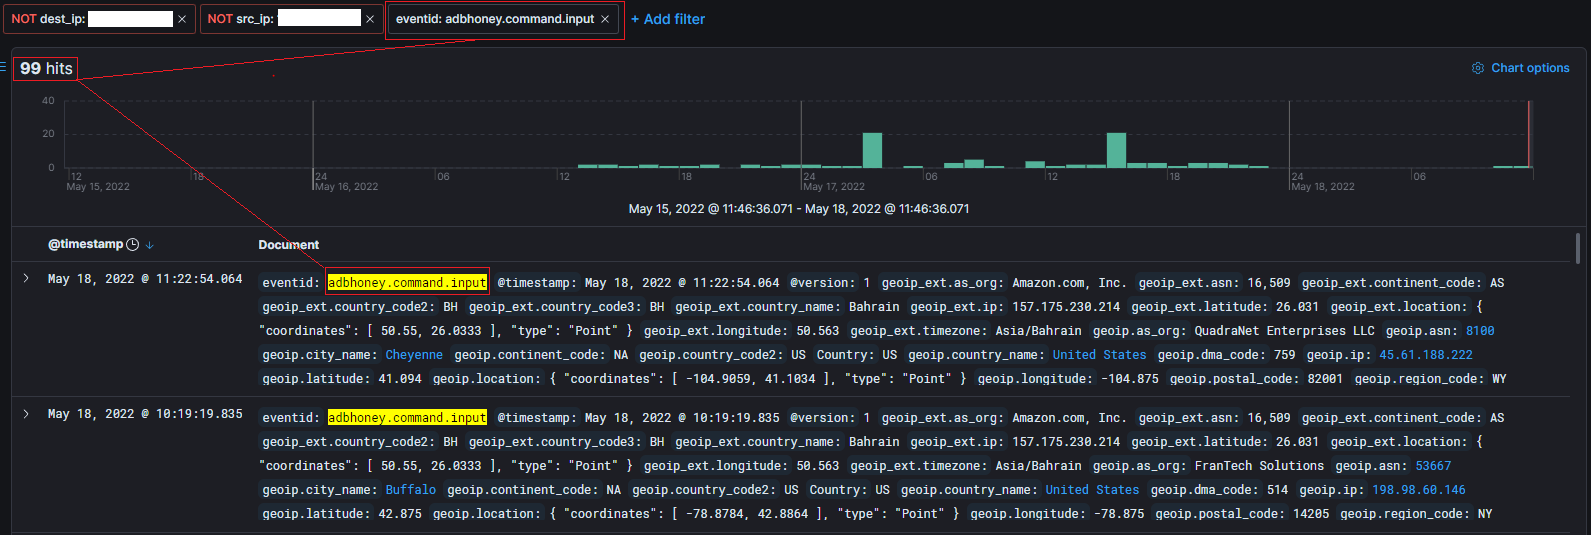 NOT dest_ip: × NOT src_ip: × eventid: adbhoney.command.input × + Add filter
99 hits
Chart options
40
20
0
12 18 24 06 12 18 24 06 12 18 24 06
May 15, 2022 May 16, 2022 May 17, 2022 May 18, 2022
May 15, 2022 @ 11:46:36.071 - May 18, 2022 @ 11:46:36.071
@timestamp ↓ Document
May 18, 2022 @ 11:22:54.064 eventid: adbhoney.command.input @timestamp: May 18, 2022 @ 11:22:54.064 @version: 1 geoip_ext.as_org: Amazon.com, Inc. geoip_ext.asn: 16,509 geoip_ext.continent_code: AS
geoip_ext.country_code2: BH geoip_ext.country_code3: BH geoip_ext.country_name: Bahrain geoip_ext.ip: 157.175.230.214 geoip_ext.latitude: 26.031 geoip_ext.location: {
"coordinates": [ 50.55, 26.0333 ], "type": "Point" } geoip_ext.longitude: 50.563 geoip_ext.timezone: Asia/Bahrain geoip.as_org: QuadraNet Enterprises LLC geoip.asn: 8100
geoip.city_name: Cheyenne geoip.continent_code: NA geoip.country_code2: US Country: US geoip.country_name: United States geoip.dma_code: 759 geoip.ip: 45.61.188.222
geoip.latitude: 41.094 geoip.location: { "coordinates": [ -104.9059, 41.1034 ], "type": "Point" } geoip.longitude: -104.875 geoip.postal_code: 82001 geoip.region_code: WY
May 18, 2022 @ 10:19:19.835 eventid: adbhoney.command.input @timestamp: May 18, 2022 @ 10:19:19.835 @version: 1 geoip_ext.as_org: Amazon.com, Inc. geoip_ext.asn: 16,509 geoip_ext.continent_code: AS
geoip_ext.country_code2: BH geoip_ext.country_code3: BH geoip_ext.country_name: Bahrain geoip_ext.ip: 157.175.230.214 geoip_ext.latitude: 26.031 geoip_ext.location: {
"coordinates": [ 50.55, 26.0333 ], "type": "Point" } geoip_ext.longitude: 50.563 geoip_ext.timezone: Asia/Bahrain geoip.as_org: FranTech Solutions geoip.asn: 53667
geoip.city_name: Buffalo geoip.continent_code: NA geoip.country_code2: US Country: US geoip.country_name: United States geoip.dma_code: 514 geoip.ip: 198.98.60.146
geoip.latitude: 42.875 geoip.location: { "coordinates": [ -78.8784, 42.8864 ], "type": "Point" } geoip.longitude: -78.875 geoip.postal_code: 14205 geoip.region_code: NY